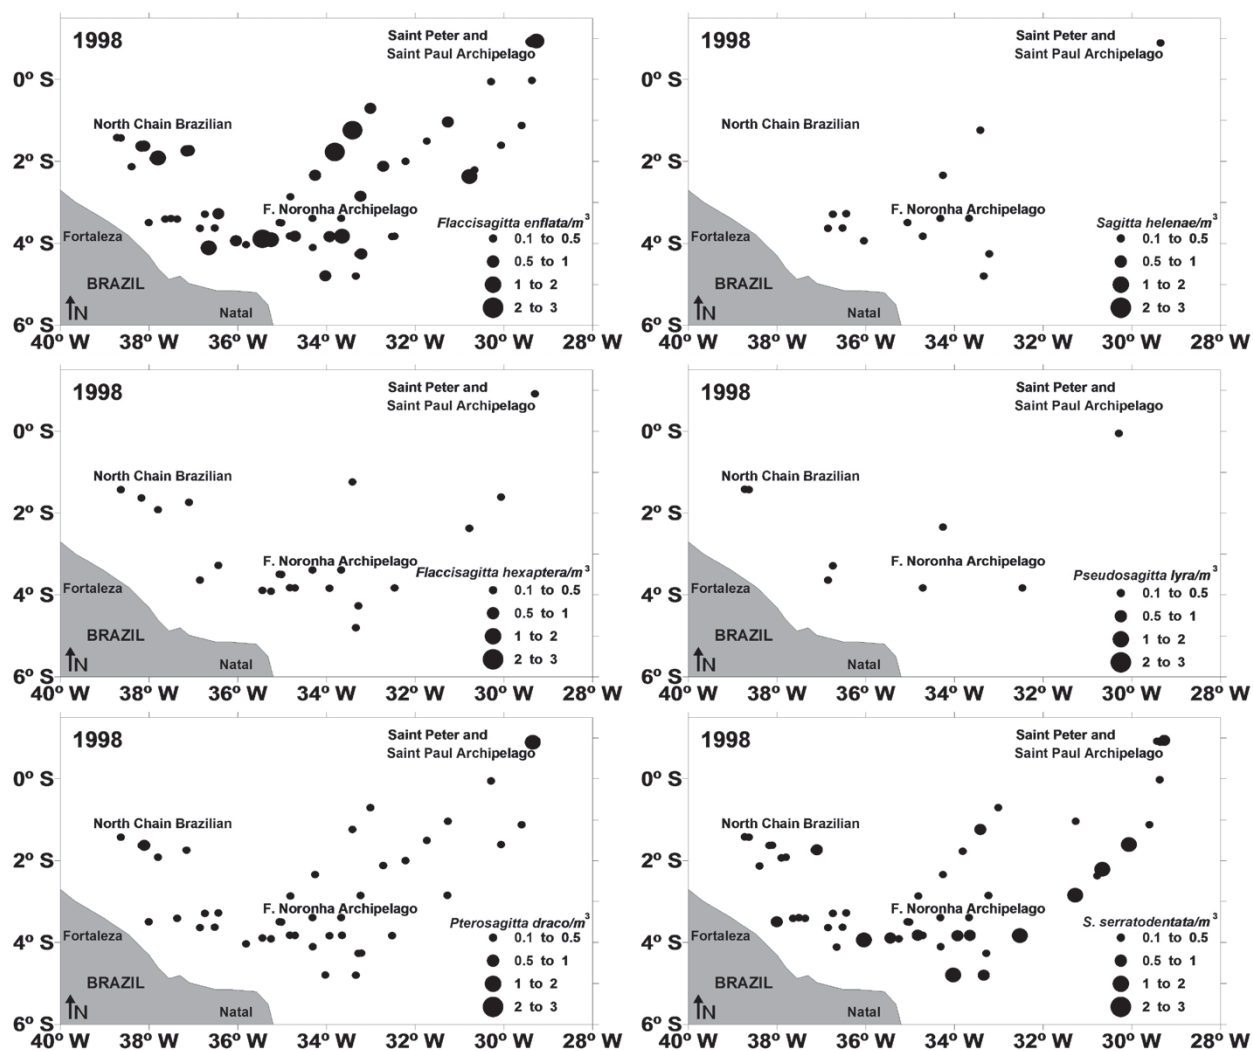 1998
Saint Peter and
Saint Paul Archipelago
0º S
North Chain Brazilian
2º S
F. Noronha Archipelago
Flaccisagitta enflata/m³
Fortaleza
4º S
0.1 to 0.5
0.5 to 1
BRAZIL
1 to 2
N
Natal
2 to 3
6º S
40º W 38º W 36º W 34º W 32º W 30º W 28º W
1998
Saint Peter and
Saint Paul Archipelago
0º S
North Chain Brazilian
2º S
F. Noronha Archipelago
Sagitta helenae/m³
Fortaleza
4º S
0.1 to 0.5
0.5 to 1
BRAZIL
1 to 2
N
Natal
2 to 3
6º S
40º W 38º W 36º W 34º W 32º W 30º W 28º W
1998
Saint Peter and
Saint Paul Archipelago
0º S
North Chain Brazilian
2º S
F. Noronha Archipelago
Flaccisagitta hexaptera/m³
Fortaleza
4º S
0.1 to 0.5
0.5 to 1
BRAZIL
1 to 2
N
Natal
2 to 3
6º S
40º W 38º W 36º W 34º W 32º W 30º W 28º W
1998
Saint Peter and
Saint Paul Archipelago
0º S
North Chain Brazilian
2º S
F. Noronha Archipelago
Pseudosagitta lyra/m³
Fortaleza
4º S
0.1 to 0.5
0.5 to 1
BRAZIL
1 to 2
N
Natal
2 to 3
6º S
40º W 38º W 36º W 34º W 32º W 30º W 28º W
1998
Saint Peter and
Saint Paul Archipelago
0º S
North Chain Brazilian
2º S
F. Noronha Archipelago
Pterosagitta draco/m³
Fortaleza
4º S
0.1 to 0.5
0.5 to 1
BRAZIL
1 to 2
N
Natal
2 to 3
6º S
40º W 38º W 36º W 34º W 32º W 30º W 28º W
1998
Saint Peter and
Saint Paul Archipelago
0º S
North Chain Brazilian
2º S
F. Noronha Archipelago
S. serratodentata/m³
Fortaleza
4º S
0.1 to 0.5
0.5 to 1
BRAZIL
1 to 2
N
Natal
2 to 3
6º S
40º W 38º W 36º W 34º W 32º W 30º W 28º W